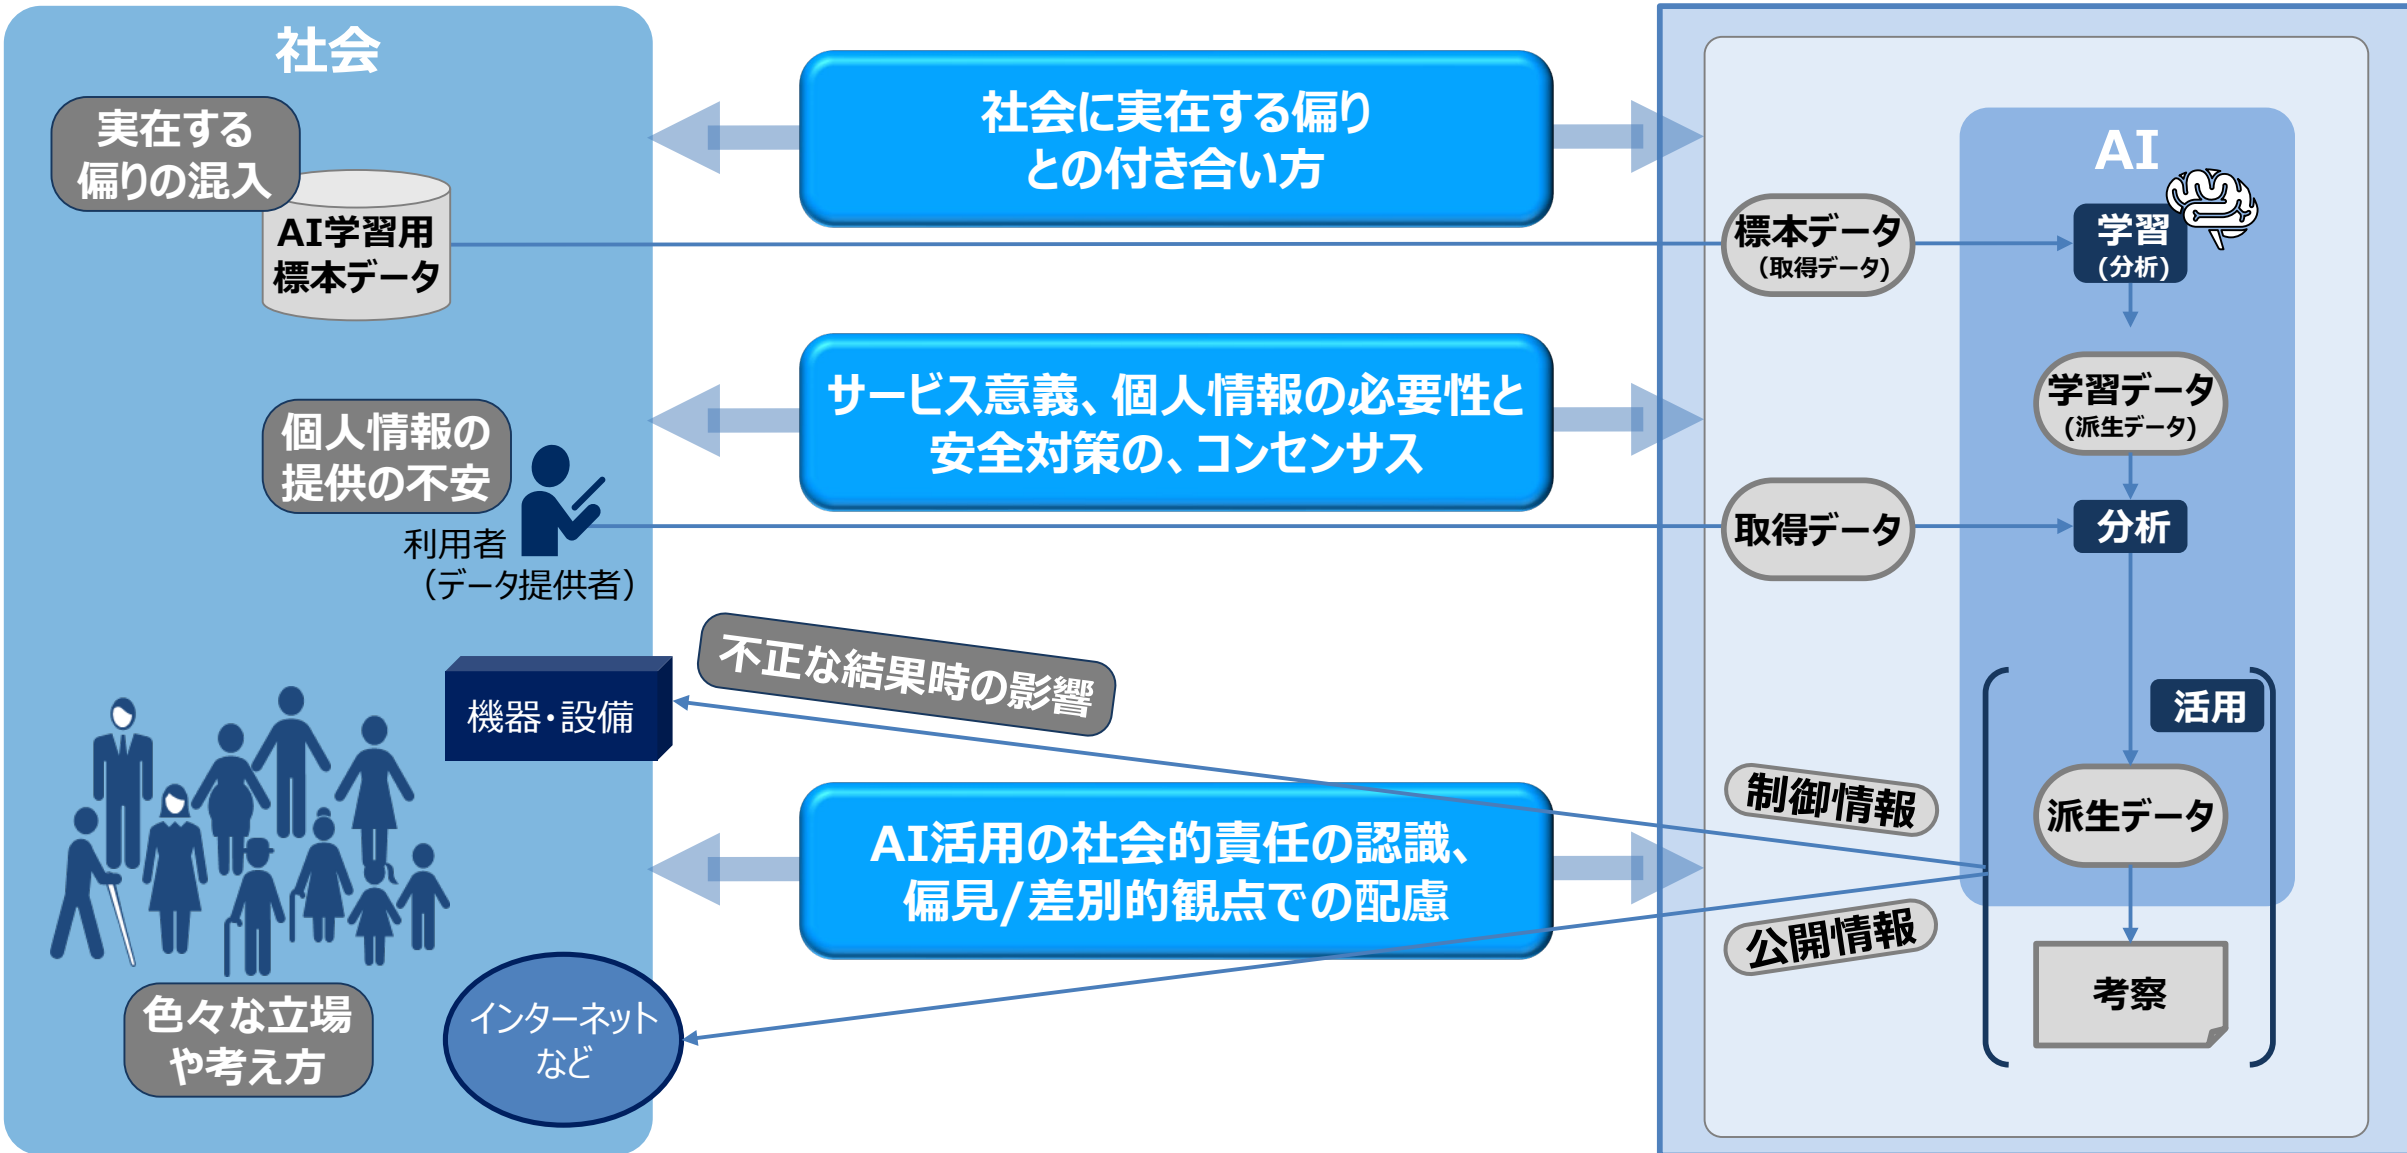 社会
実在する
偏りの混入
AI学習用
標本データ
個人情報の
提供の不安
利用者
（データ提供者）
機器・設備
色々な立場
や考え方
インターネット
など
社会に実在する偏り
との付き合い方
サービス意義、個人情報の必要性と
安全対策の、コンセンサス
不正な結果時の影響
AI活用の社会的責任の認識、
偏見/差別的観点での配慮
AI
標本データ
（取得データ）
学習
(分析)
学習データ
(派生データ)
取得データ
分析
活用
制御情報
派生データ
公開情報
考察